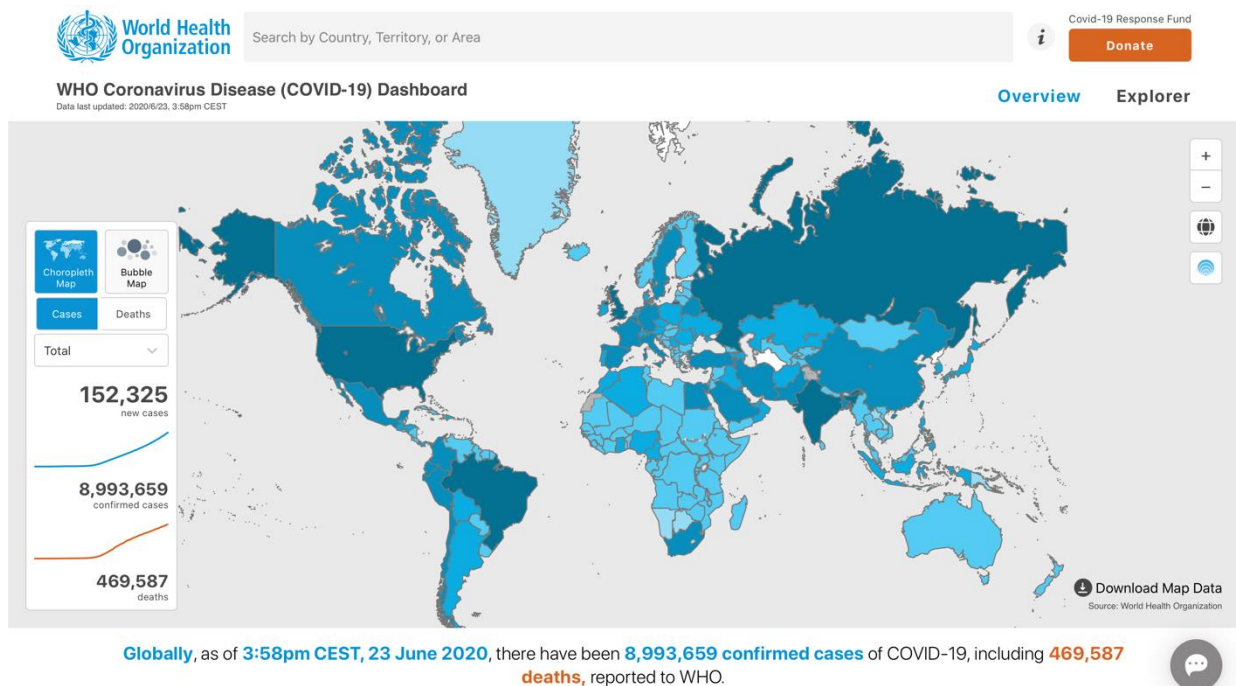 World Health
Organization
Search by Country, Territory, or Area
i
Covid-19 Response Fund
Donate
WHO Coronavirus Disease (COVID-19) Dashboard
Data last updated: 2020/6/23, 3:58pm CEST
Overview
Explorer
+
−
Choropleth
Map
Bubble
Map
Cases
Deaths
Total
152,325
new cases
8,993,659
confirmed cases
469,587
deaths
Download Map Data
Source: World Health Organization
Globally, as of 3:58pm CEST, 23 June 2020, there have been 8,993,659 confirmed cases of COVID-19, including 469,587
deaths, reported to WHO.